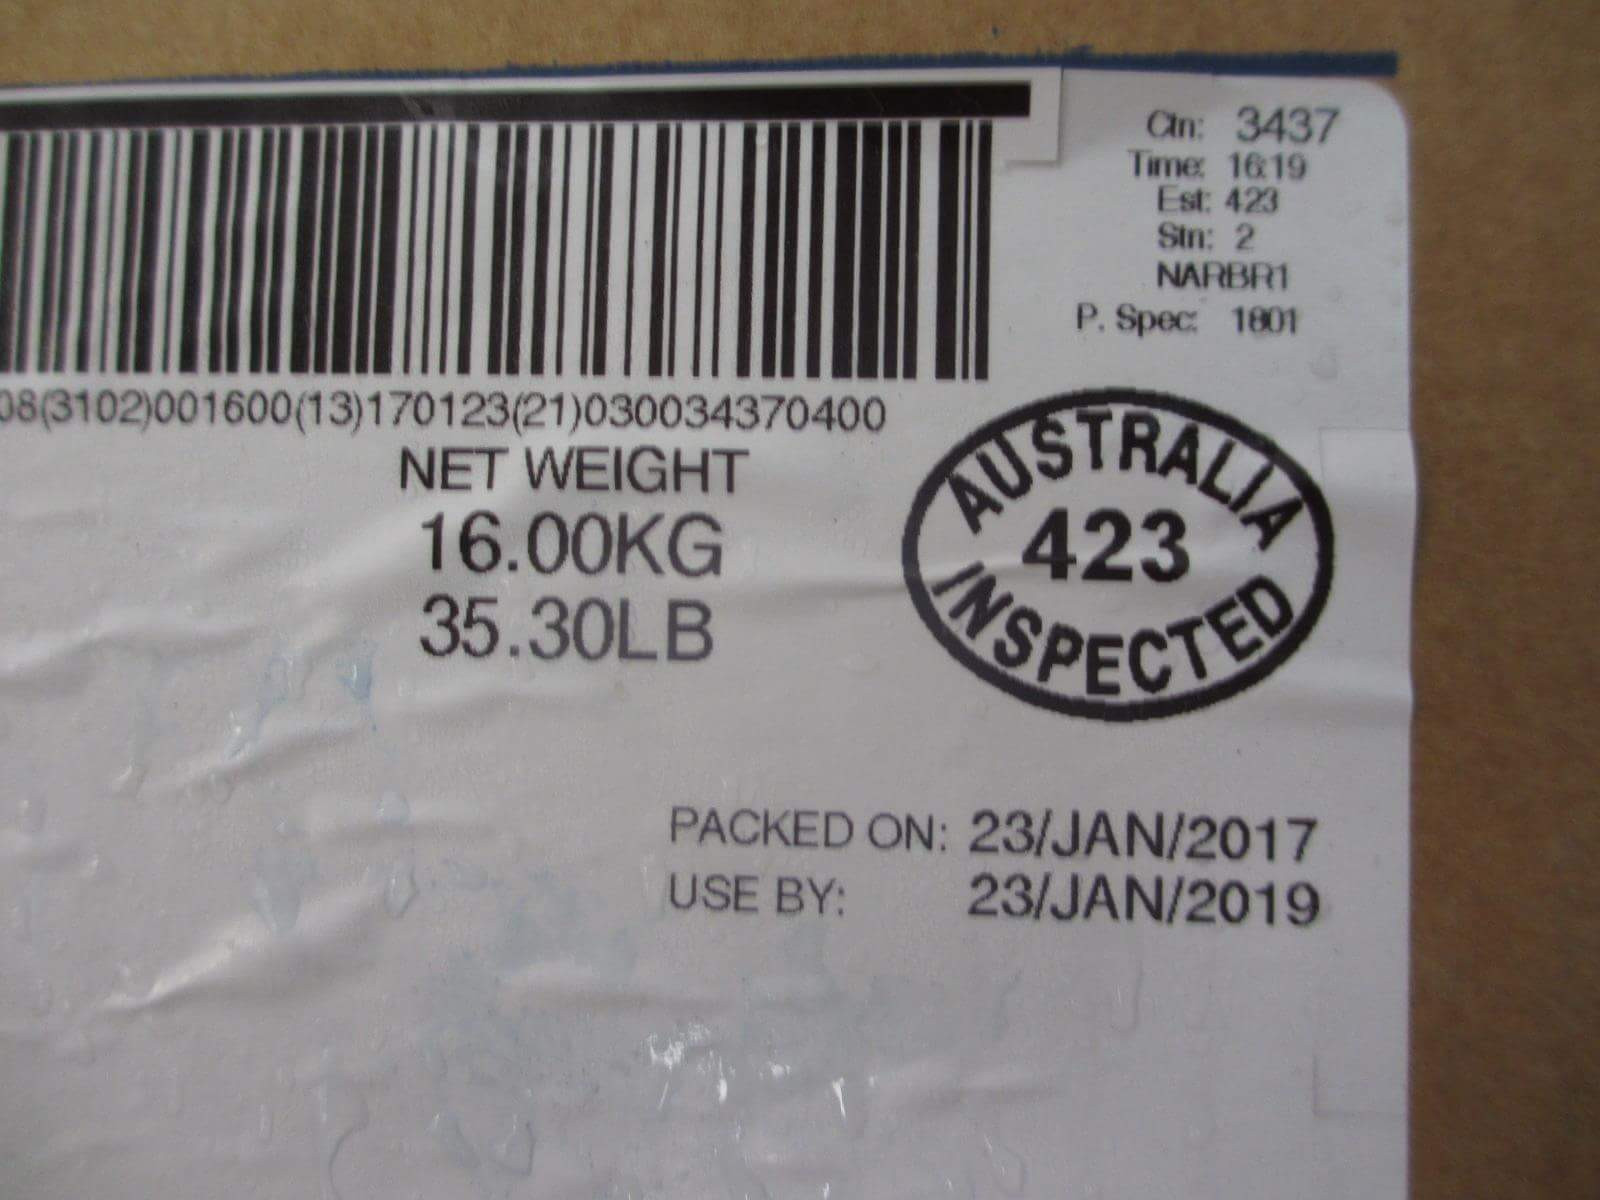 Ctn: 3437
Time: 16:19
Est: 423
Stn: 2
NARBR1
P. Spec: 1801
08(3102)001600(13)170123(21)030034370400
NET WEIGHT
16.00KG
35.30LB
AUSTRALIA
423
INSPECTED
PACKED ON: 23/JAN/2017
USE BY: 23/JAN/2019